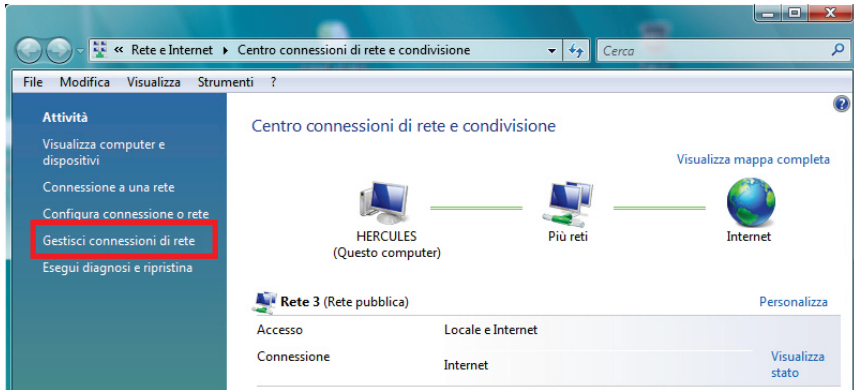 « Rete e Internet ▸ Centro connessioni di rete e condivisione
Cerca
File Modifica Visualizza Strumenti ?
Attività
Visualizza computer e
dispositivi
Connessione a una rete
Configura connessione o rete
Gestisci connessioni di rete
Esegui diagnosi e ripristina
Centro connessioni di rete e condivisione
Visualizza mappa completa
HERCULES
(Questo computer)
Più reti
Internet
Rete 3 (Rete pubblica)
Personalizza
Accesso
Locale e Internet
Connessione
Internet
Visualizza
stato